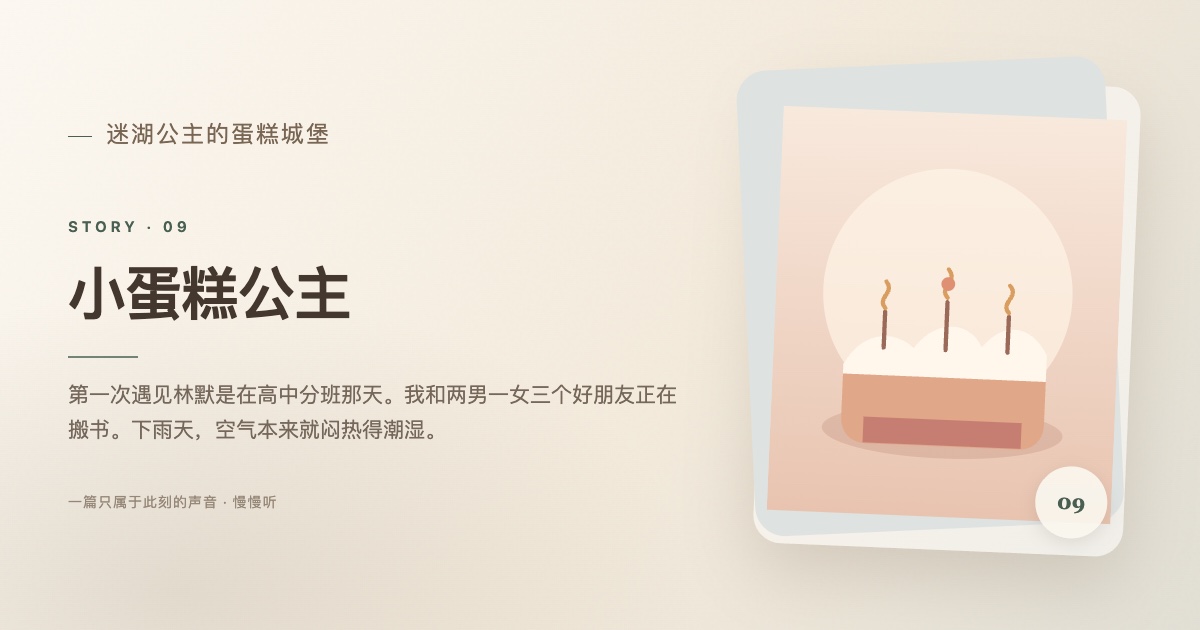 迷湖公主的蛋糕城堡
STORY · 09
小蛋糕公主
第一次遇见林默是在高中分班那天。我和两男一女三个好朋友正在
搬书。下雨天，空气本来就闷热得潮湿。
一篇只属于此刻的声音 · 慢慢听
09